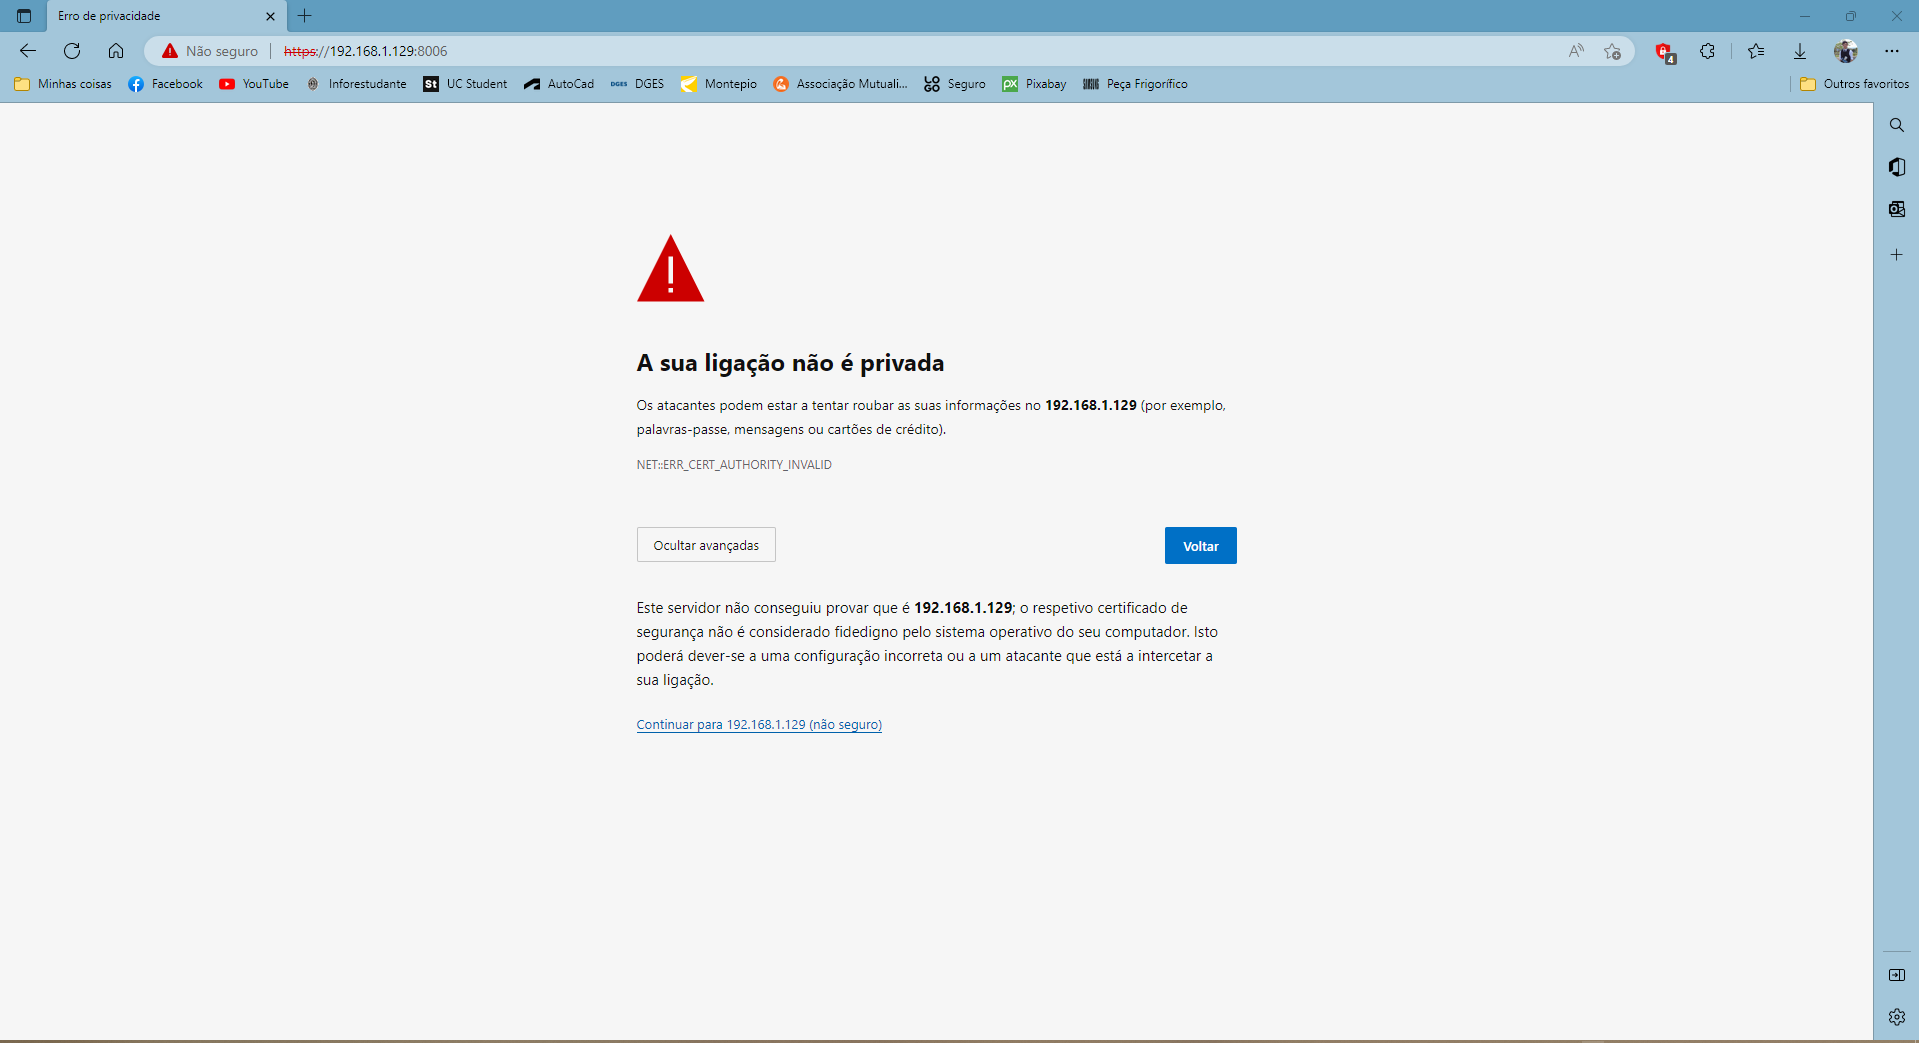 Erro de privacidade
Não seguro https://192.168.1.129:8006
4
Minhas coisas Facebook YouTube Inforestudante St UC Student AutoCad DGES DGES Montepio Associação Mutuali... Seguro px Pixabay Peça Frigorífico Outros favoritos
!
A sua ligação não é privada
Os atacantes podem estar a tentar roubar as suas informações no 192.168.1.129 (por exemplo,
palavras-passe, mensagens ou cartões de crédito).
NET::ERR_CERT_AUTHORITY_INVALID
Ocultar avançadas Voltar
Este servidor não conseguiu provar que é 192.168.1.129; o respetivo certificado de
segurança não é considerado fidedigno pelo sistema operativo do seu computador. Isto
poderá dever-se a uma configuração incorreta ou a um atacante que está a intercetar a
sua ligação.
Continuar para 192.168.1.129 (não seguro)